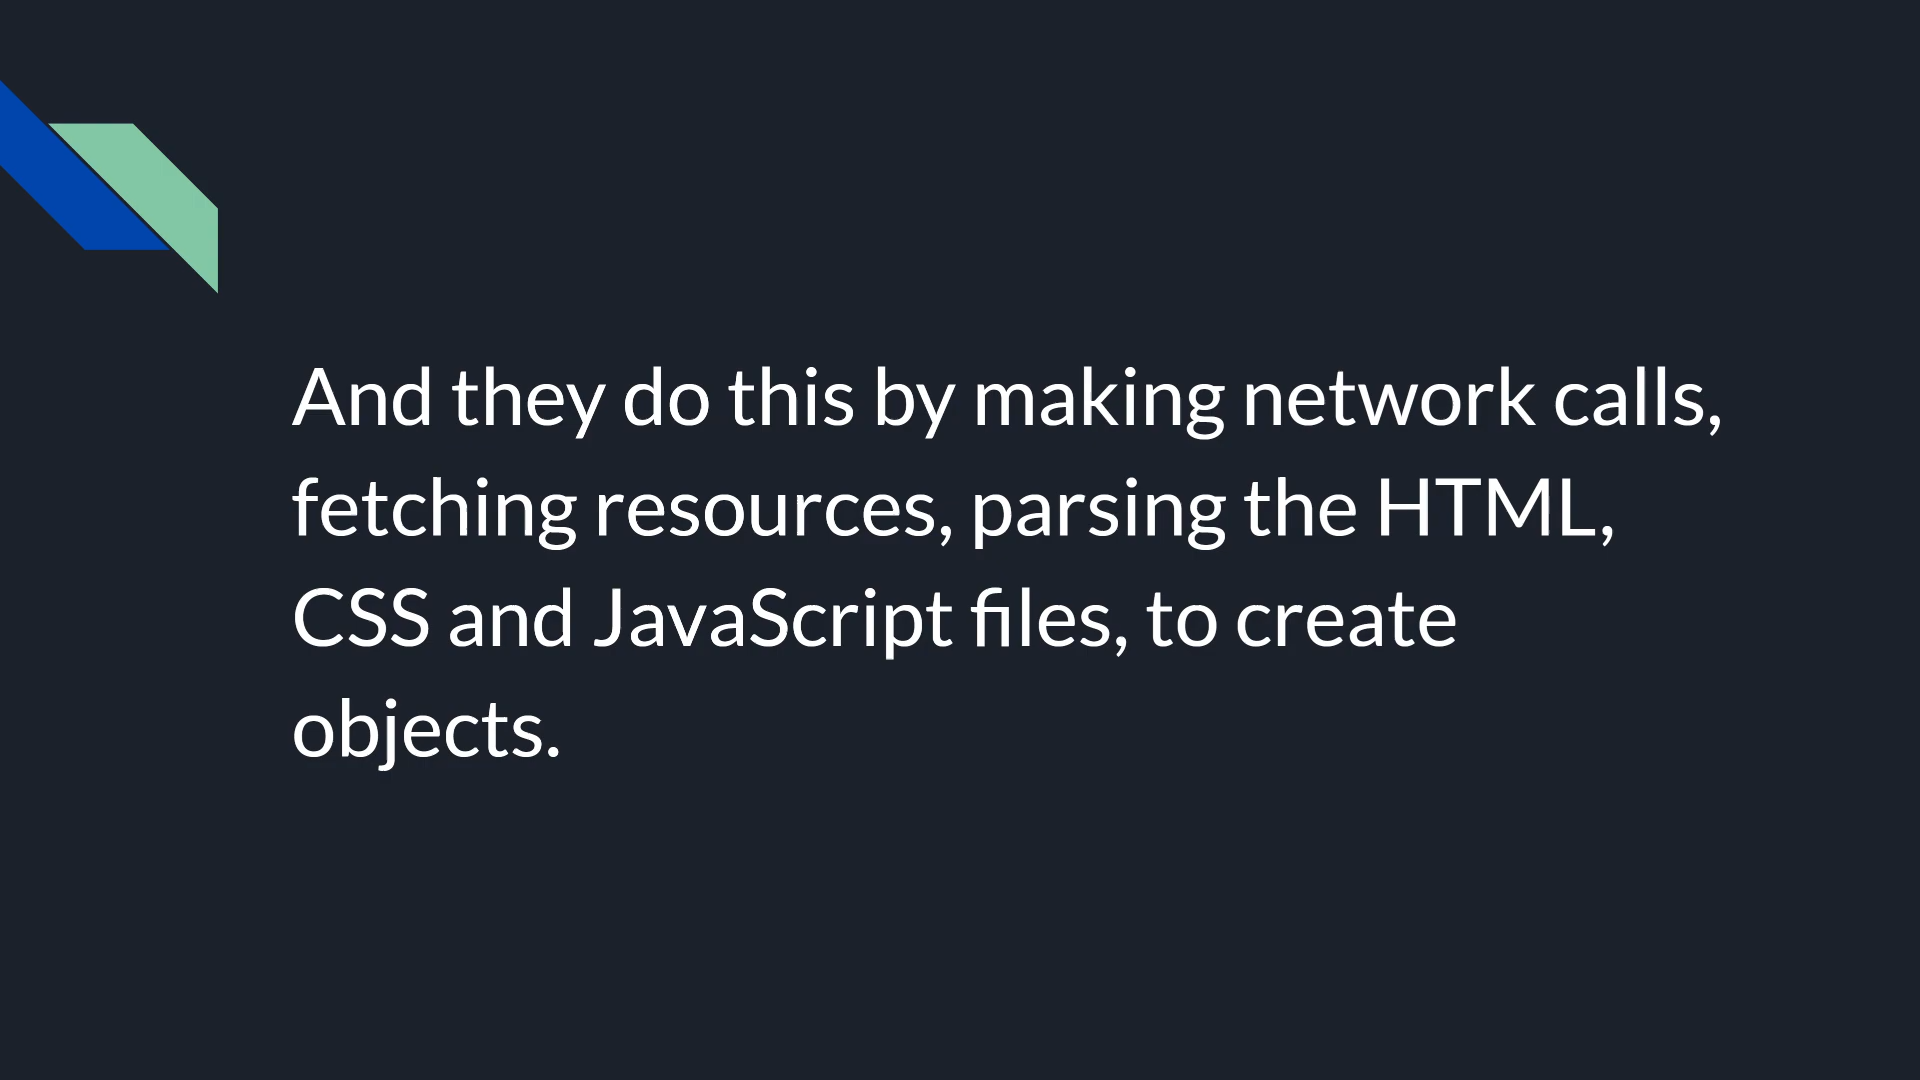 And they do this by making network calls,
fetching resources, parsing the HTML,
CSS and JavaScript files, to create
objects.